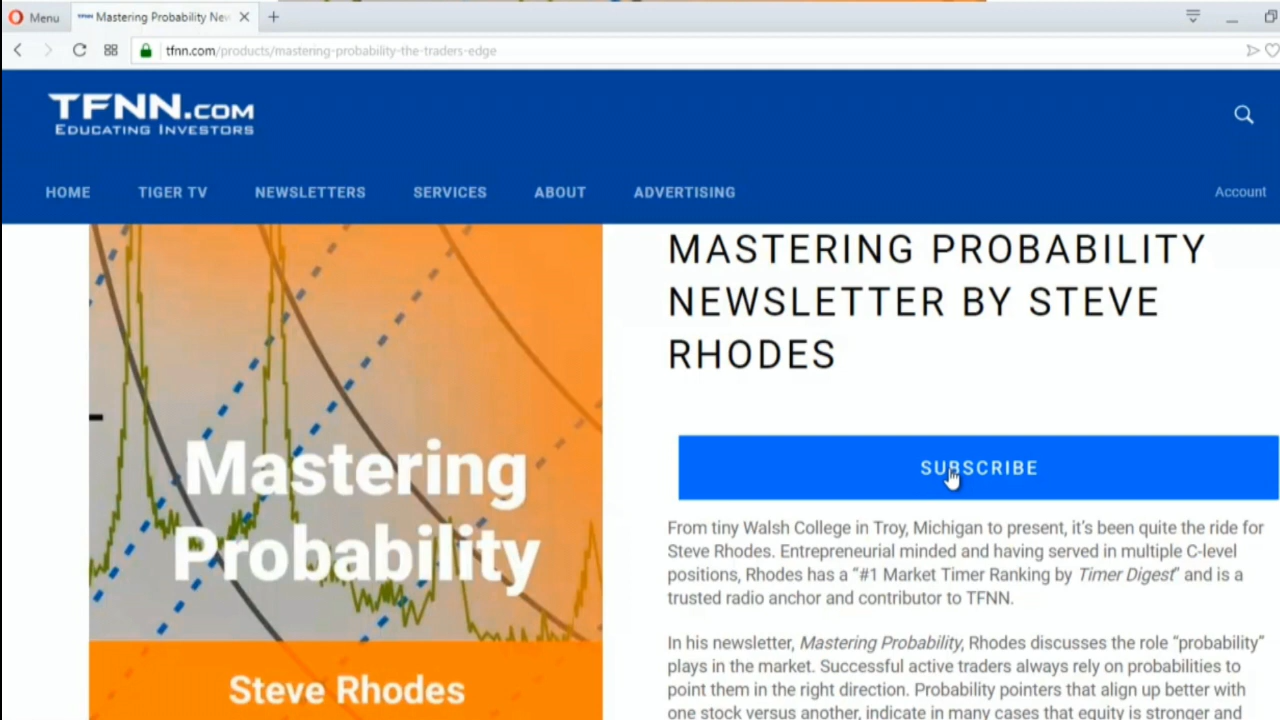 Menu
TFNN Mastering Probability Nev
tfnn.com/products/mastering-probability-the-traders-edge
TFNN.COM
EDUCATING INVESTORS
HOME TIGER TV NEWSLETTERS SERVICES ABOUT ADVERTISING Account
MASTERING PROBABILITY
NEWSLETTER BY STEVE
RHODES
Mastering
Probability
Steve Rhodes
SUBSCRIBE
From tiny Walsh College in Troy, Michigan to present, it's been quite the ride for
Steve Rhodes. Entrepreneurial minded and having served in multiple C-level
positions, Rhodes has a “#1 Market Timer Ranking by Timer Digest” and is a
trusted radio anchor and contributor to TFNN.
In his newsletter, Mastering Probability, Rhodes discusses the role “probability”
plays in the market. Successful active traders always rely on probabilities to
point them in the right direction. Probability pointers that align up better with
one stock versus another, indicate in many cases that equity is stronger and